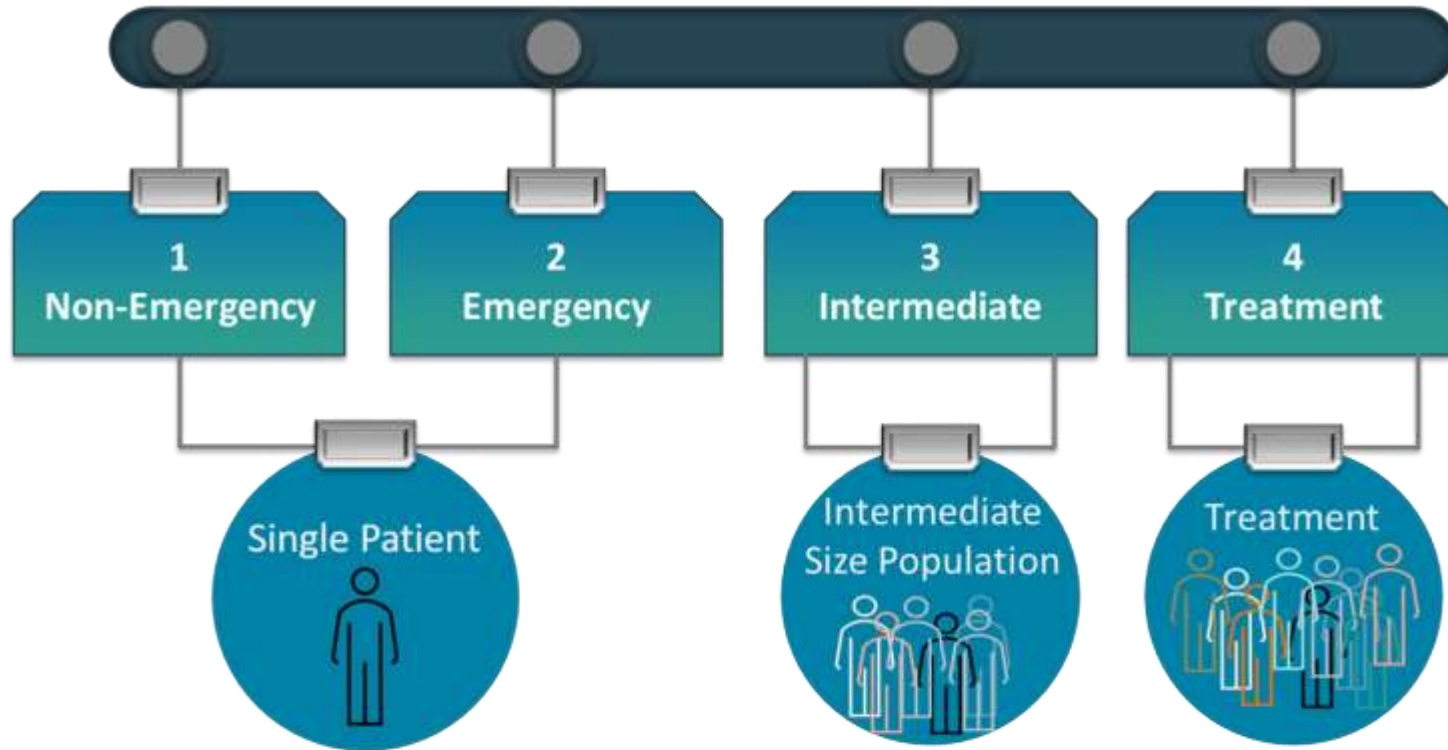 1
Non-Emergency
2
Emergency
3
Intermediate
4
Treatment
Single Patient
Intermediate
Size Population
Treatment